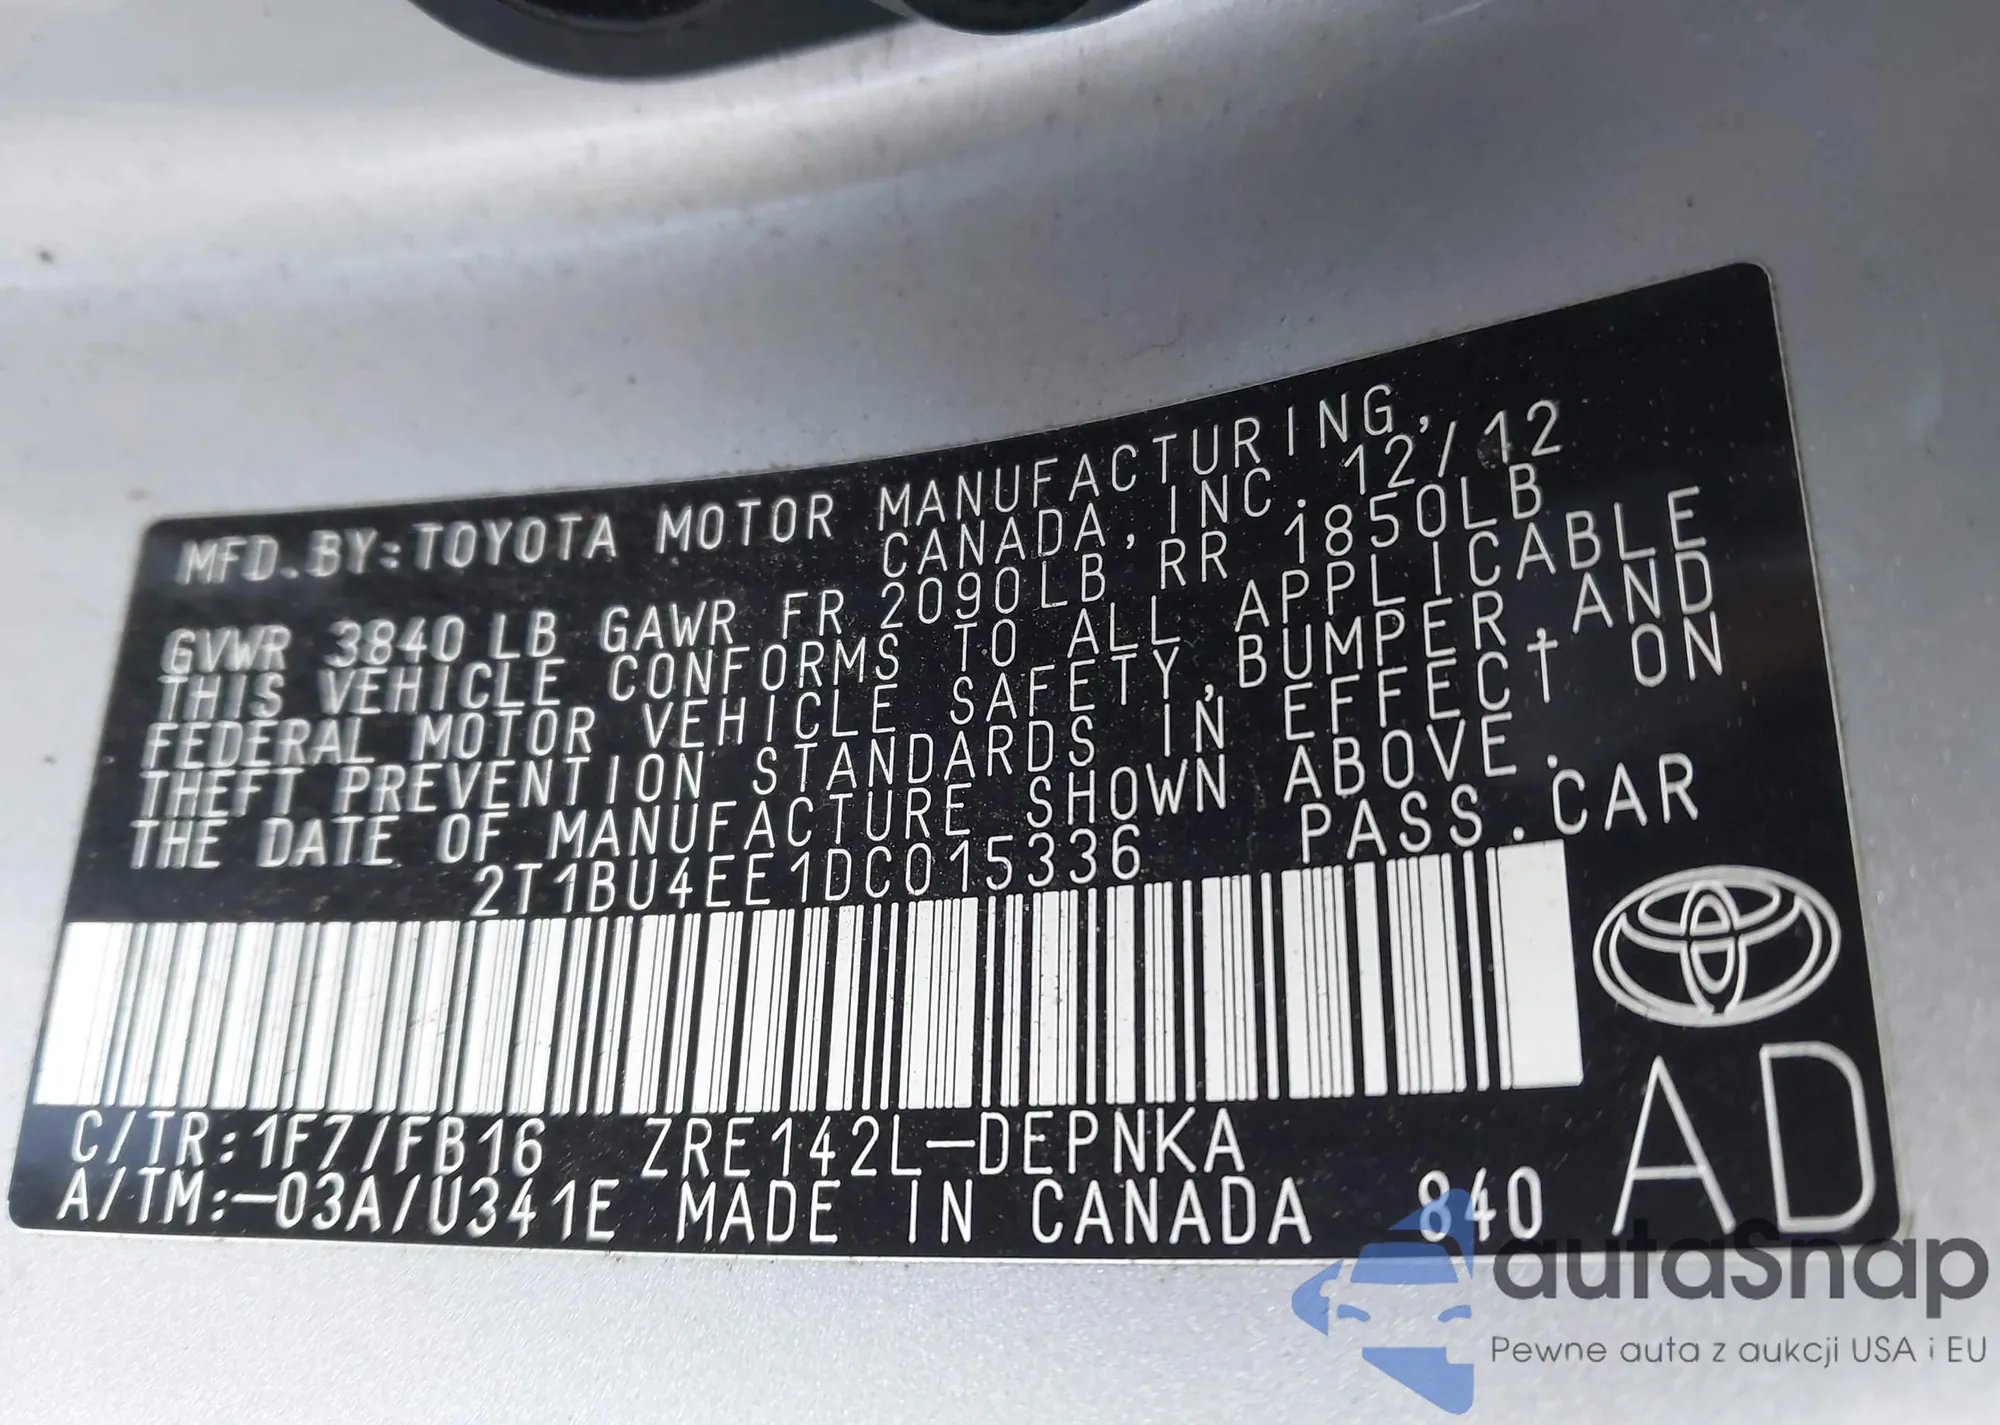 MFD.BY:TOYOTA MOTOR MANUFACTURING,
CANADA, INC. 12/12
GVWR 3840LB GAWR FR 2090LB RR 1850LB
THIS VEHICLE CONFORMS TO ALL APPLICABLE
FEDERAL MOTOR VEHICLE SAFETY, BUMPER, AND
THEFT PREVENTION STANDARDS IN EFFECT ON
THE DATE OF MANUFACTURE SHOWN ABOVE.
2T1BU4EE1DC015336 PASS.CAR
C/TR:1F7/FB16 ZRE142L-DEPNKA
A/TM:-03A/U341E MADE IN CANADA 840
AD
autaSnap
Pewne auta z aukcji USA i EU